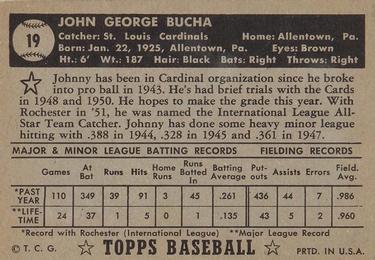 19
JOHN GEORGE BUCHA
Catcher: St. Louis Cardinals Home: Allentown, Pa.
Born: Jan. 22, 1925, Allentown, Pa. Eyes: Brown
Ht.: 6' Wt.: 187 Hair: Black Bats: Right Throws: Right
Johnny has been in Cardinal organization since he broke
into pro ball in 1943. He's had brief trials with the Cards
in 1948 and 1950. He hopes to make the grade this year. With
Rochester in '51, he was named the International League All-
Star Team Catcher. Johnny has done some heavy minor league
hitting with .388 in 1944, .328 in 1945 and .361 in 1947.
MAJOR & MINOR LEAGUE BATTING RECORDS FIELDING RECORDS
Games At Bat Runs Hits Home Runs Runs Batted In Batting Average Put-outs Assists Errors Field. Avg.
*PAST YEAR 110 349 39 91 3 45 .261 436 44 7 .986
**LIFE-TIME 24 37 1 5 0 1 .135 43 5 2 .960
*Record with Rochester (International League) **Major League Record
© T. C. G. TOPPS BASEBALL PRTD. IN U.S.A.